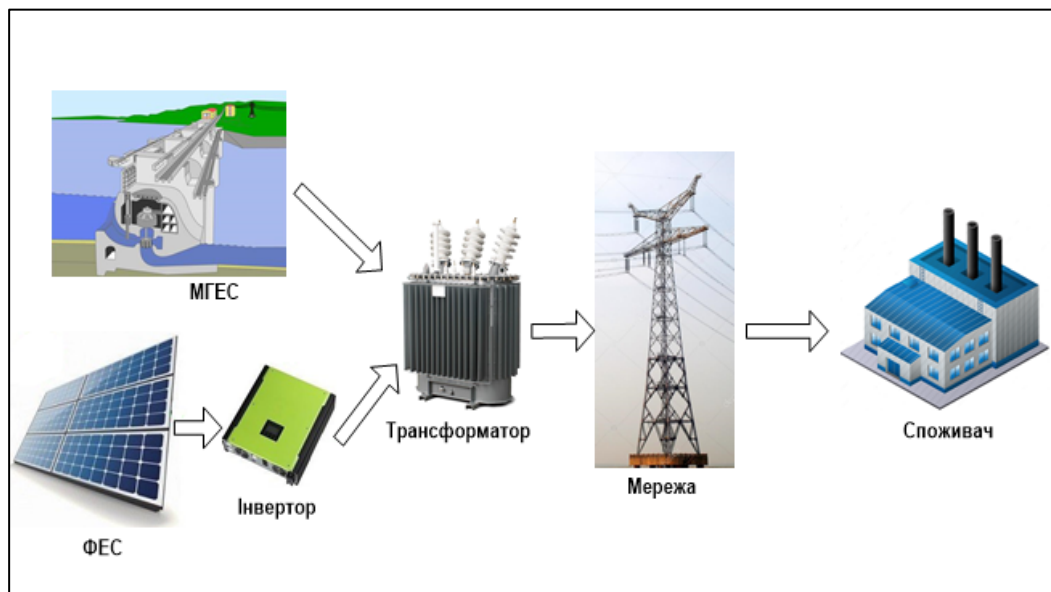 МГЕС
Трансформатор
Споживач
Інвертор
Мережа
ФЕС